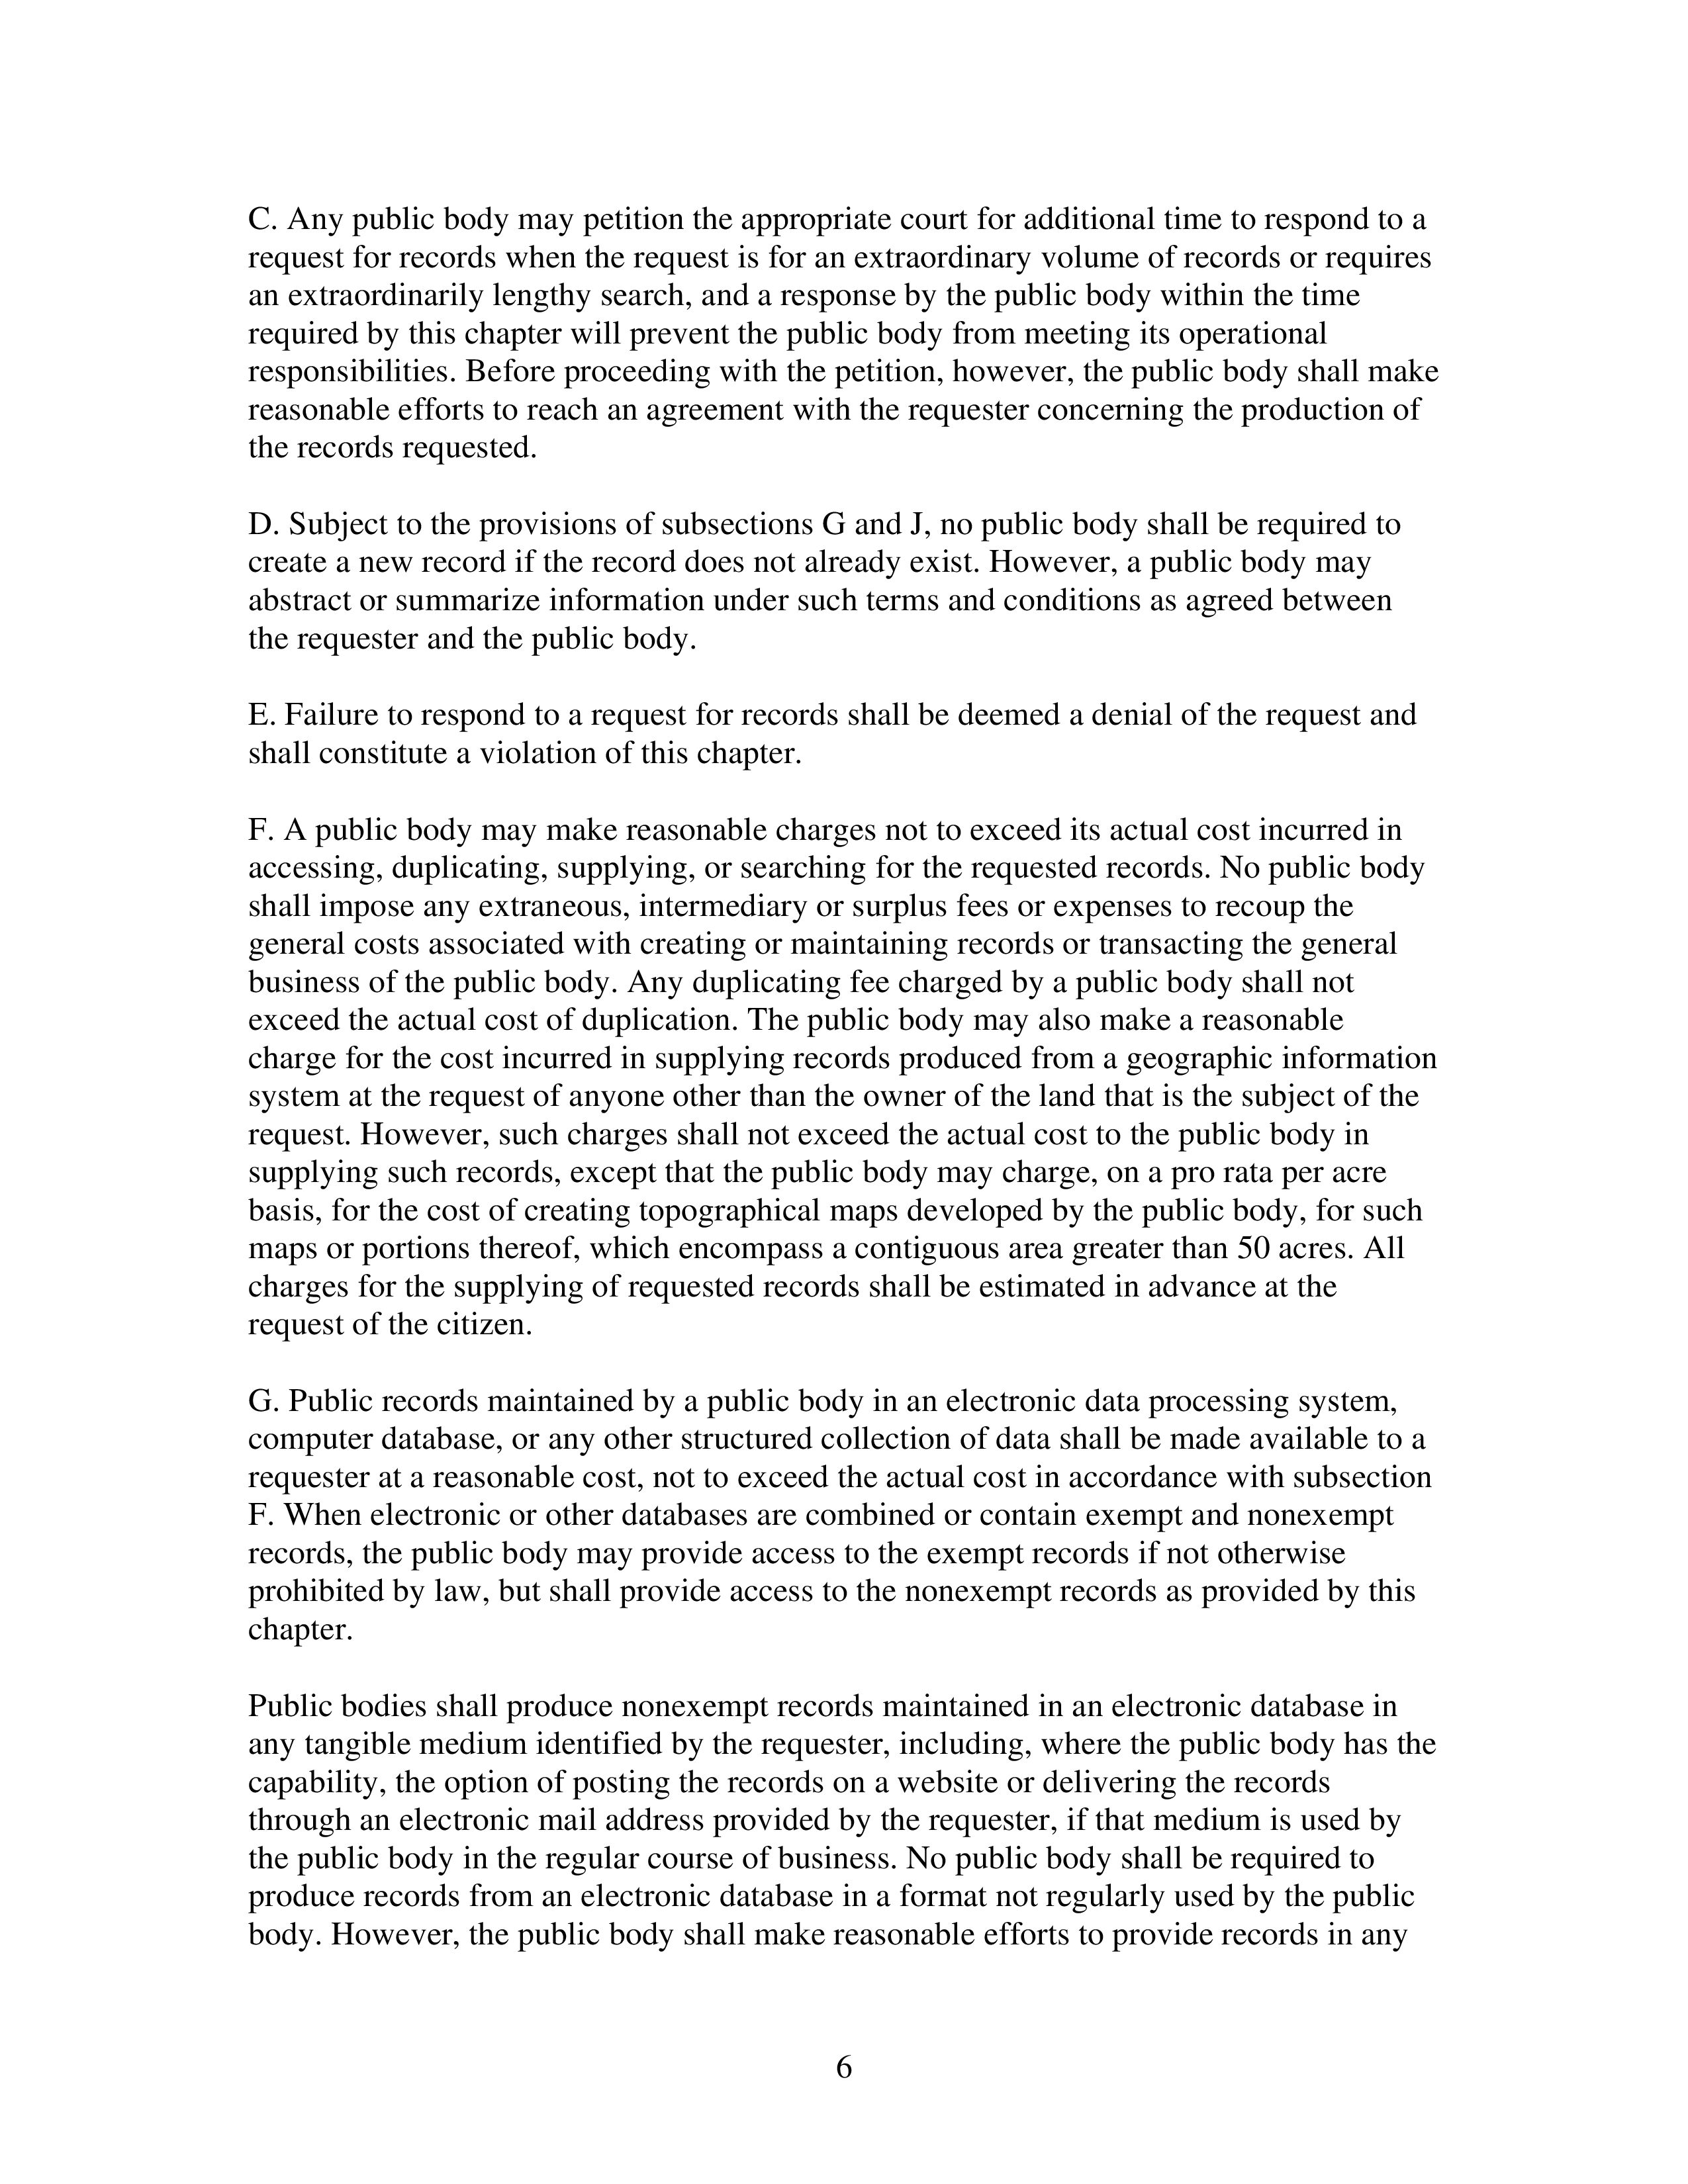 C. Any public body may petition the appropriate court for additional time to respond to a
request for records when the request is for an extraordinary volume of records or requires
an extraordinarily lengthy search, and a response by the public body within the time
required by this chapter will prevent the public body from meeting its operational
responsibilities. Before proceeding with the petition, however, the public body shall make
reasonable efforts to reach an agreement with the requester concerning the production of
the records requested.
D. Subject to the provisions of subsections G and J, no public body shall be required to
create a new record if the record does not already exist. However, a public body may
abstract or summarize information under such terms and conditions as agreed between
the requester and the public body.
E. Failure to respond to a request for records shall be deemed a denial of the request and
shall constitute a violation of this chapter.
F. A public body may make reasonable charges not to exceed its actual cost incurred in
accessing, duplicating, supplying, or searching for the requested records. No public body
shall impose any extraneous, intermediary or surplus fees or expenses to recoup the
general costs associated with creating or maintaining records or transacting the general
business of the public body. Any duplicating fee charged by a public body shall not
exceed the actual cost of duplication. The public body may also make a reasonable
charge for the cost incurred in supplying records produced from a geographic information
system at the request of anyone other than the owner of the land that is the subject of the
request. However, such charges shall not exceed the actual cost to the public body in
supplying such records, except that the public body may charge, on a pro rata per acre
basis, for the cost of creating topographical maps developed by the public body, for such
maps or portions thereof, which encompass a contiguous area greater than 50 acres. All
charges for the supplying of requested records shall be estimated in advance at the
request of the citizen.
G. Public records maintained by a public body in an electronic data processing system,
computer database, or any other structured collection of data shall be made available to a
requester at a reasonable cost, not to exceed the actual cost in accordance with subsection
F. When electronic or other databases are combined or contain exempt and nonexempt
records, the public body may provide access to the exempt records if not otherwise
prohibited by law, but shall provide access to the nonexempt records as provided by this
chapter.
Public bodies shall produce nonexempt records maintained in an electronic database in
any tangible medium identified by the requester, including, where the public body has the
capability, the option of posting the records on a website or delivering the records
through an electronic mail address provided by the requester, if that medium is used by
the public body in the regular course of business. No public body shall be required to
produce records from an electronic database in a format not regularly used by the public
body. However, the public body shall make reasonable efforts to provide records in any
6